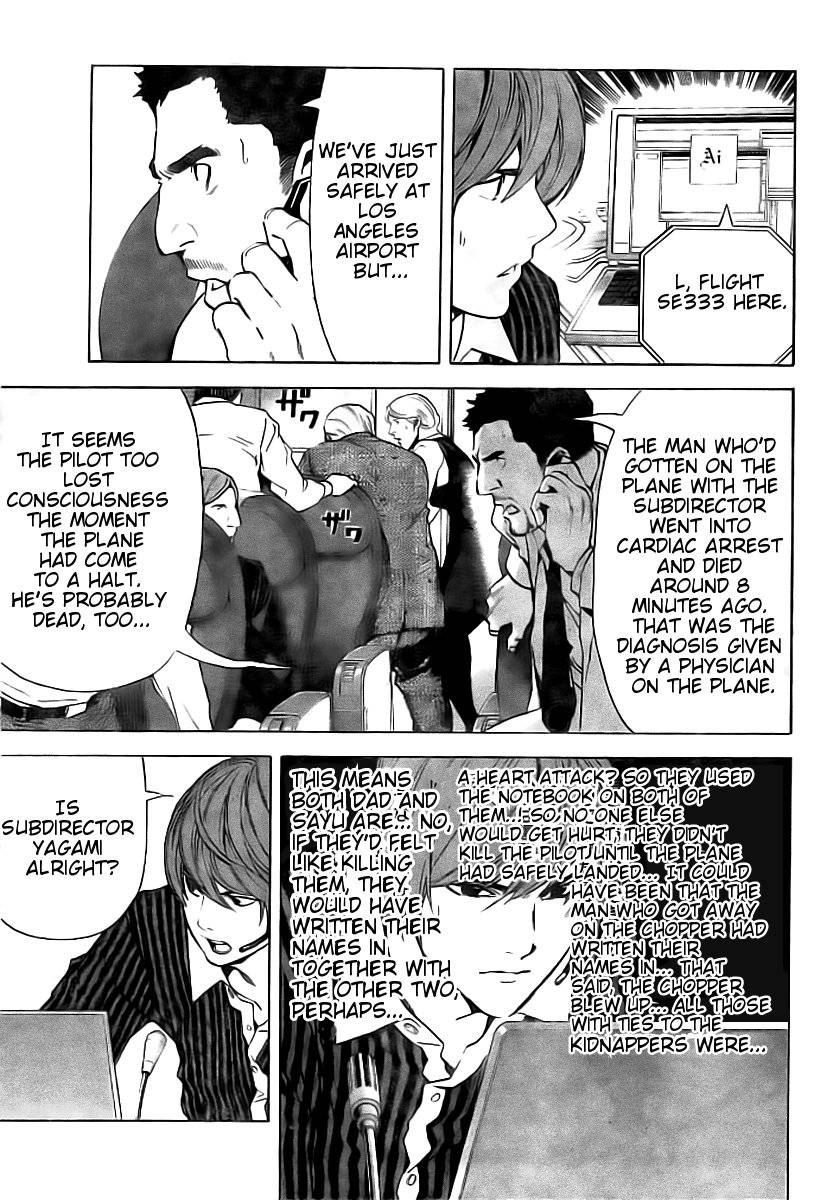 Ai
L, FLIGHT
SE333 HERE.
WE'VE JUST
ARRIVED
SAFELY AT
LOS
ANGELES
AIRPORT
BUT...
THE MAN WHO'D
GOTTEN ON THE
PLANE WITH THE
SUBDIRECTOR
WENT INTO
CARDIAC ARREST
AND DIED
AROUND 8
MINUTES AGO.
THAT WAS THE
DIAGNOSIS GIVEN
BY A PHYSICIAN
ON THE PLANE.
ザワ
ザワ
IT SEEMS
THE PILOT TOO
LOST
CONSCIOUSNESS
THE MOMENT
THE PLANE
HAD COME
TO A HALT.
HE'S PROBABLY
DEAD, TOO...
A HEART ATTACK? SO THEY USED
THE NOTEBOOK ON BOTH OF
THEM...! SO NO ONE ELSE
WOULD GET HURT, THEY DIDN'T
KILL THE PILOT UNTIL THE PLANE
HAD SAFELY LANDED... IT COULD
HAVE BEEN THAT THE
MAN WHO GOT AWAY
ON THE CHOPPER HAD
WRITTEN THEIR
NAMES IN... THAT
SAID, THE CHOPPER
BLEW UP... ALL THOSE
WITH TIES TO THE
KIDNAPPERS WERE...
THIS MEANS
BOTH DAD AND
SAYU ARE... NO,
IF THEY'D FELT
LIKE KILLING
THEM, THEY
WOULD HAVE
WRITTEN THEIR
NAMES IN
TOGETHER WITH
THE OTHER TWO,
PERHAPS...
IS
SUBDIRECTOR
YAGAMI
ALRIGHT?